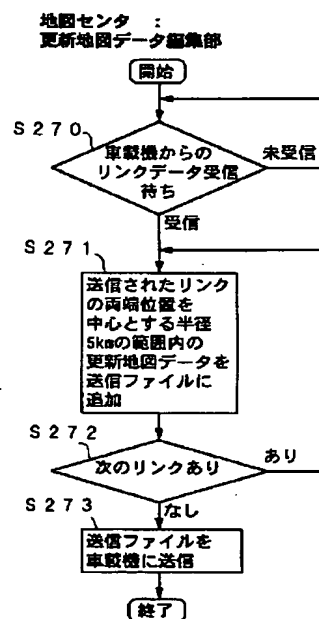 地図センタ ：
更新地図データ編集部
開始
S270
車載機からの
リンクデータ受信
待ち
未受信
受信
S271
送信されたリンク
の両端位置を
中心とする半径
5kmの範囲内の
更新地図データを
送信ファイルに
追加
S272
次のリンクあり
あり
なし
S273
送信ファイルを
車載機に送信
終了